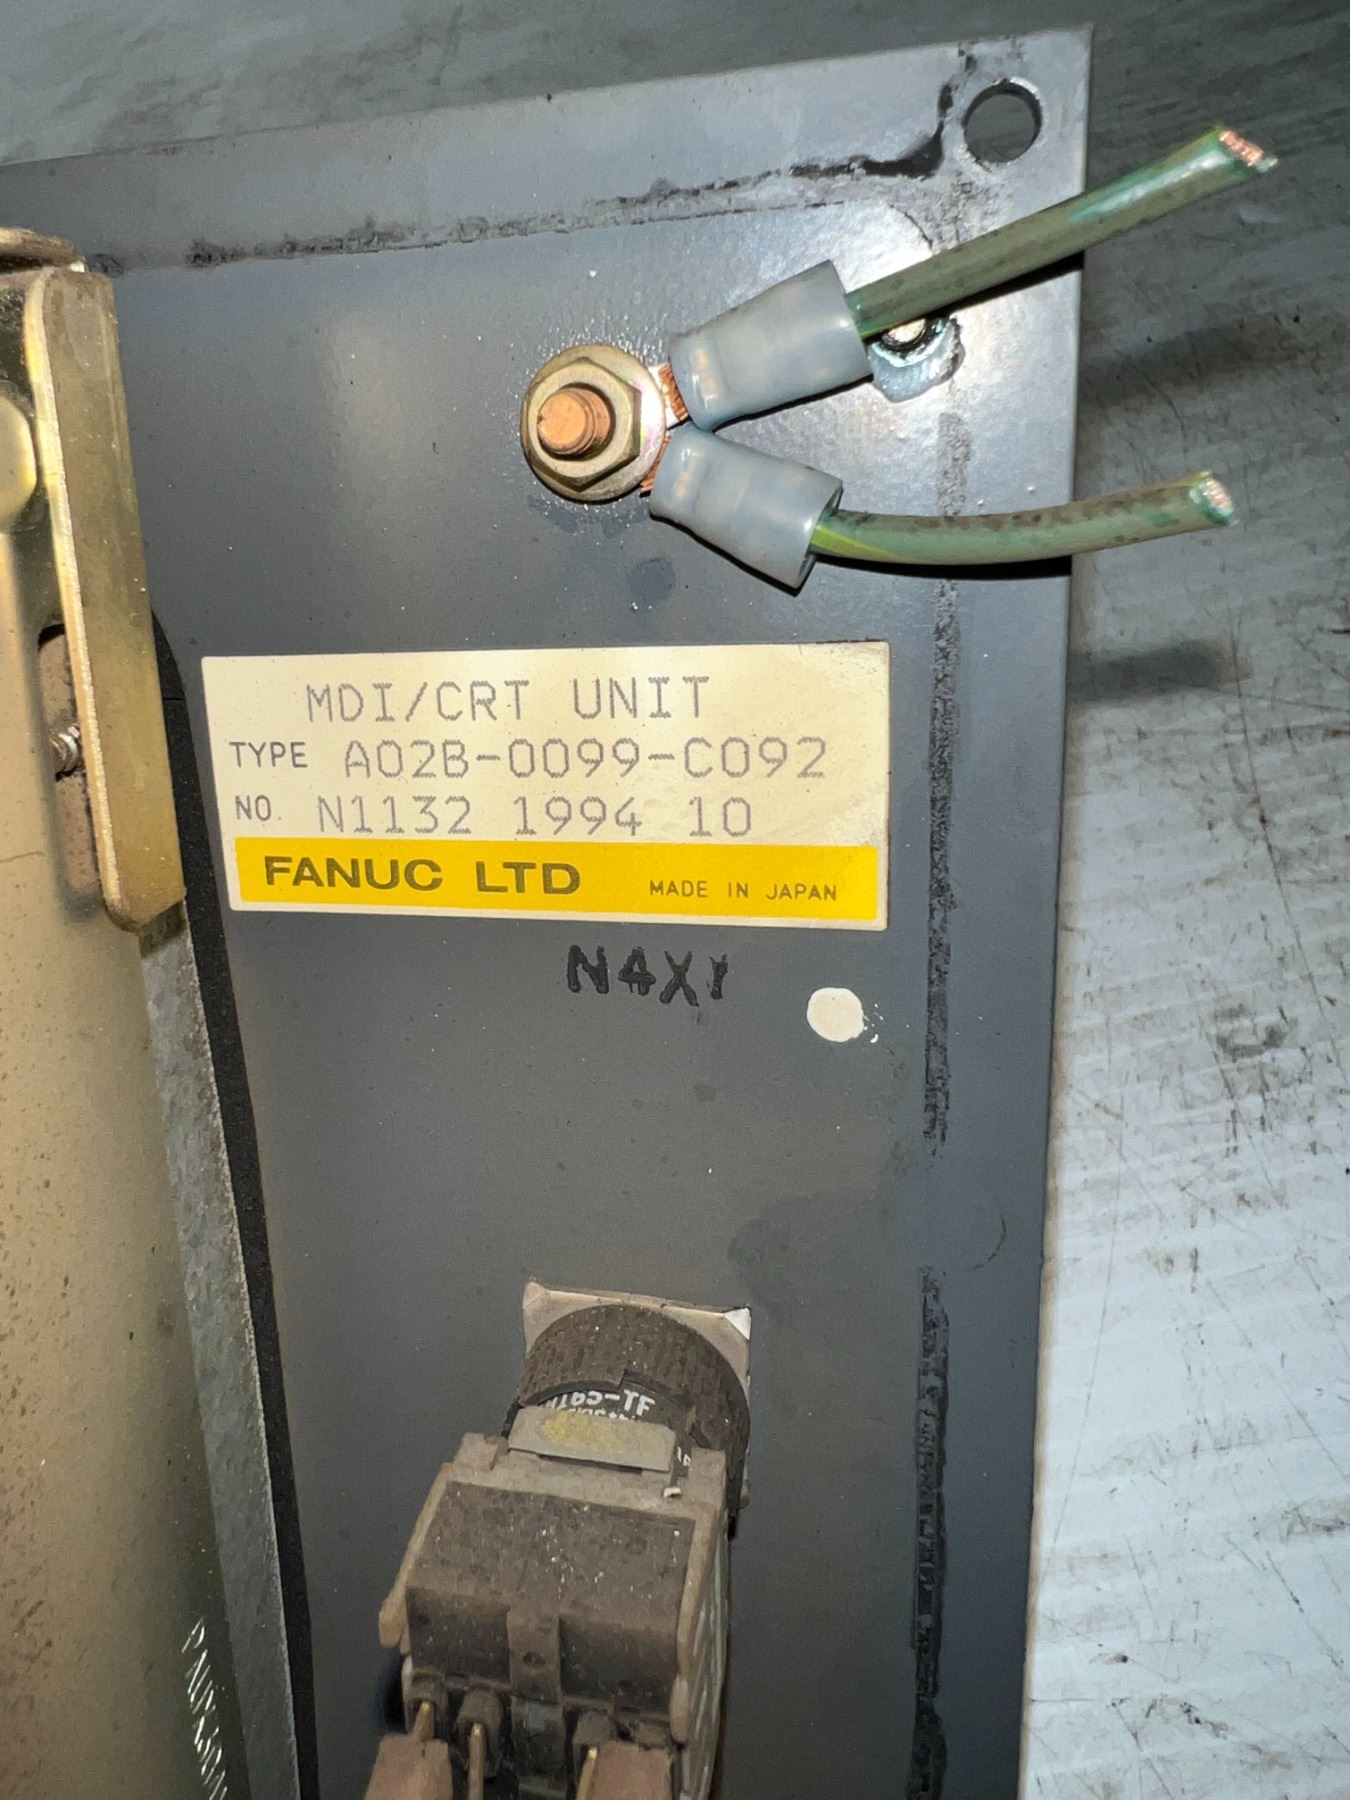 MDI/CRT UNIT
TYPE A02B-0099-C092
NO. N1132 1994 10
FANUC LTD MADE IN JAPAN
N4X1